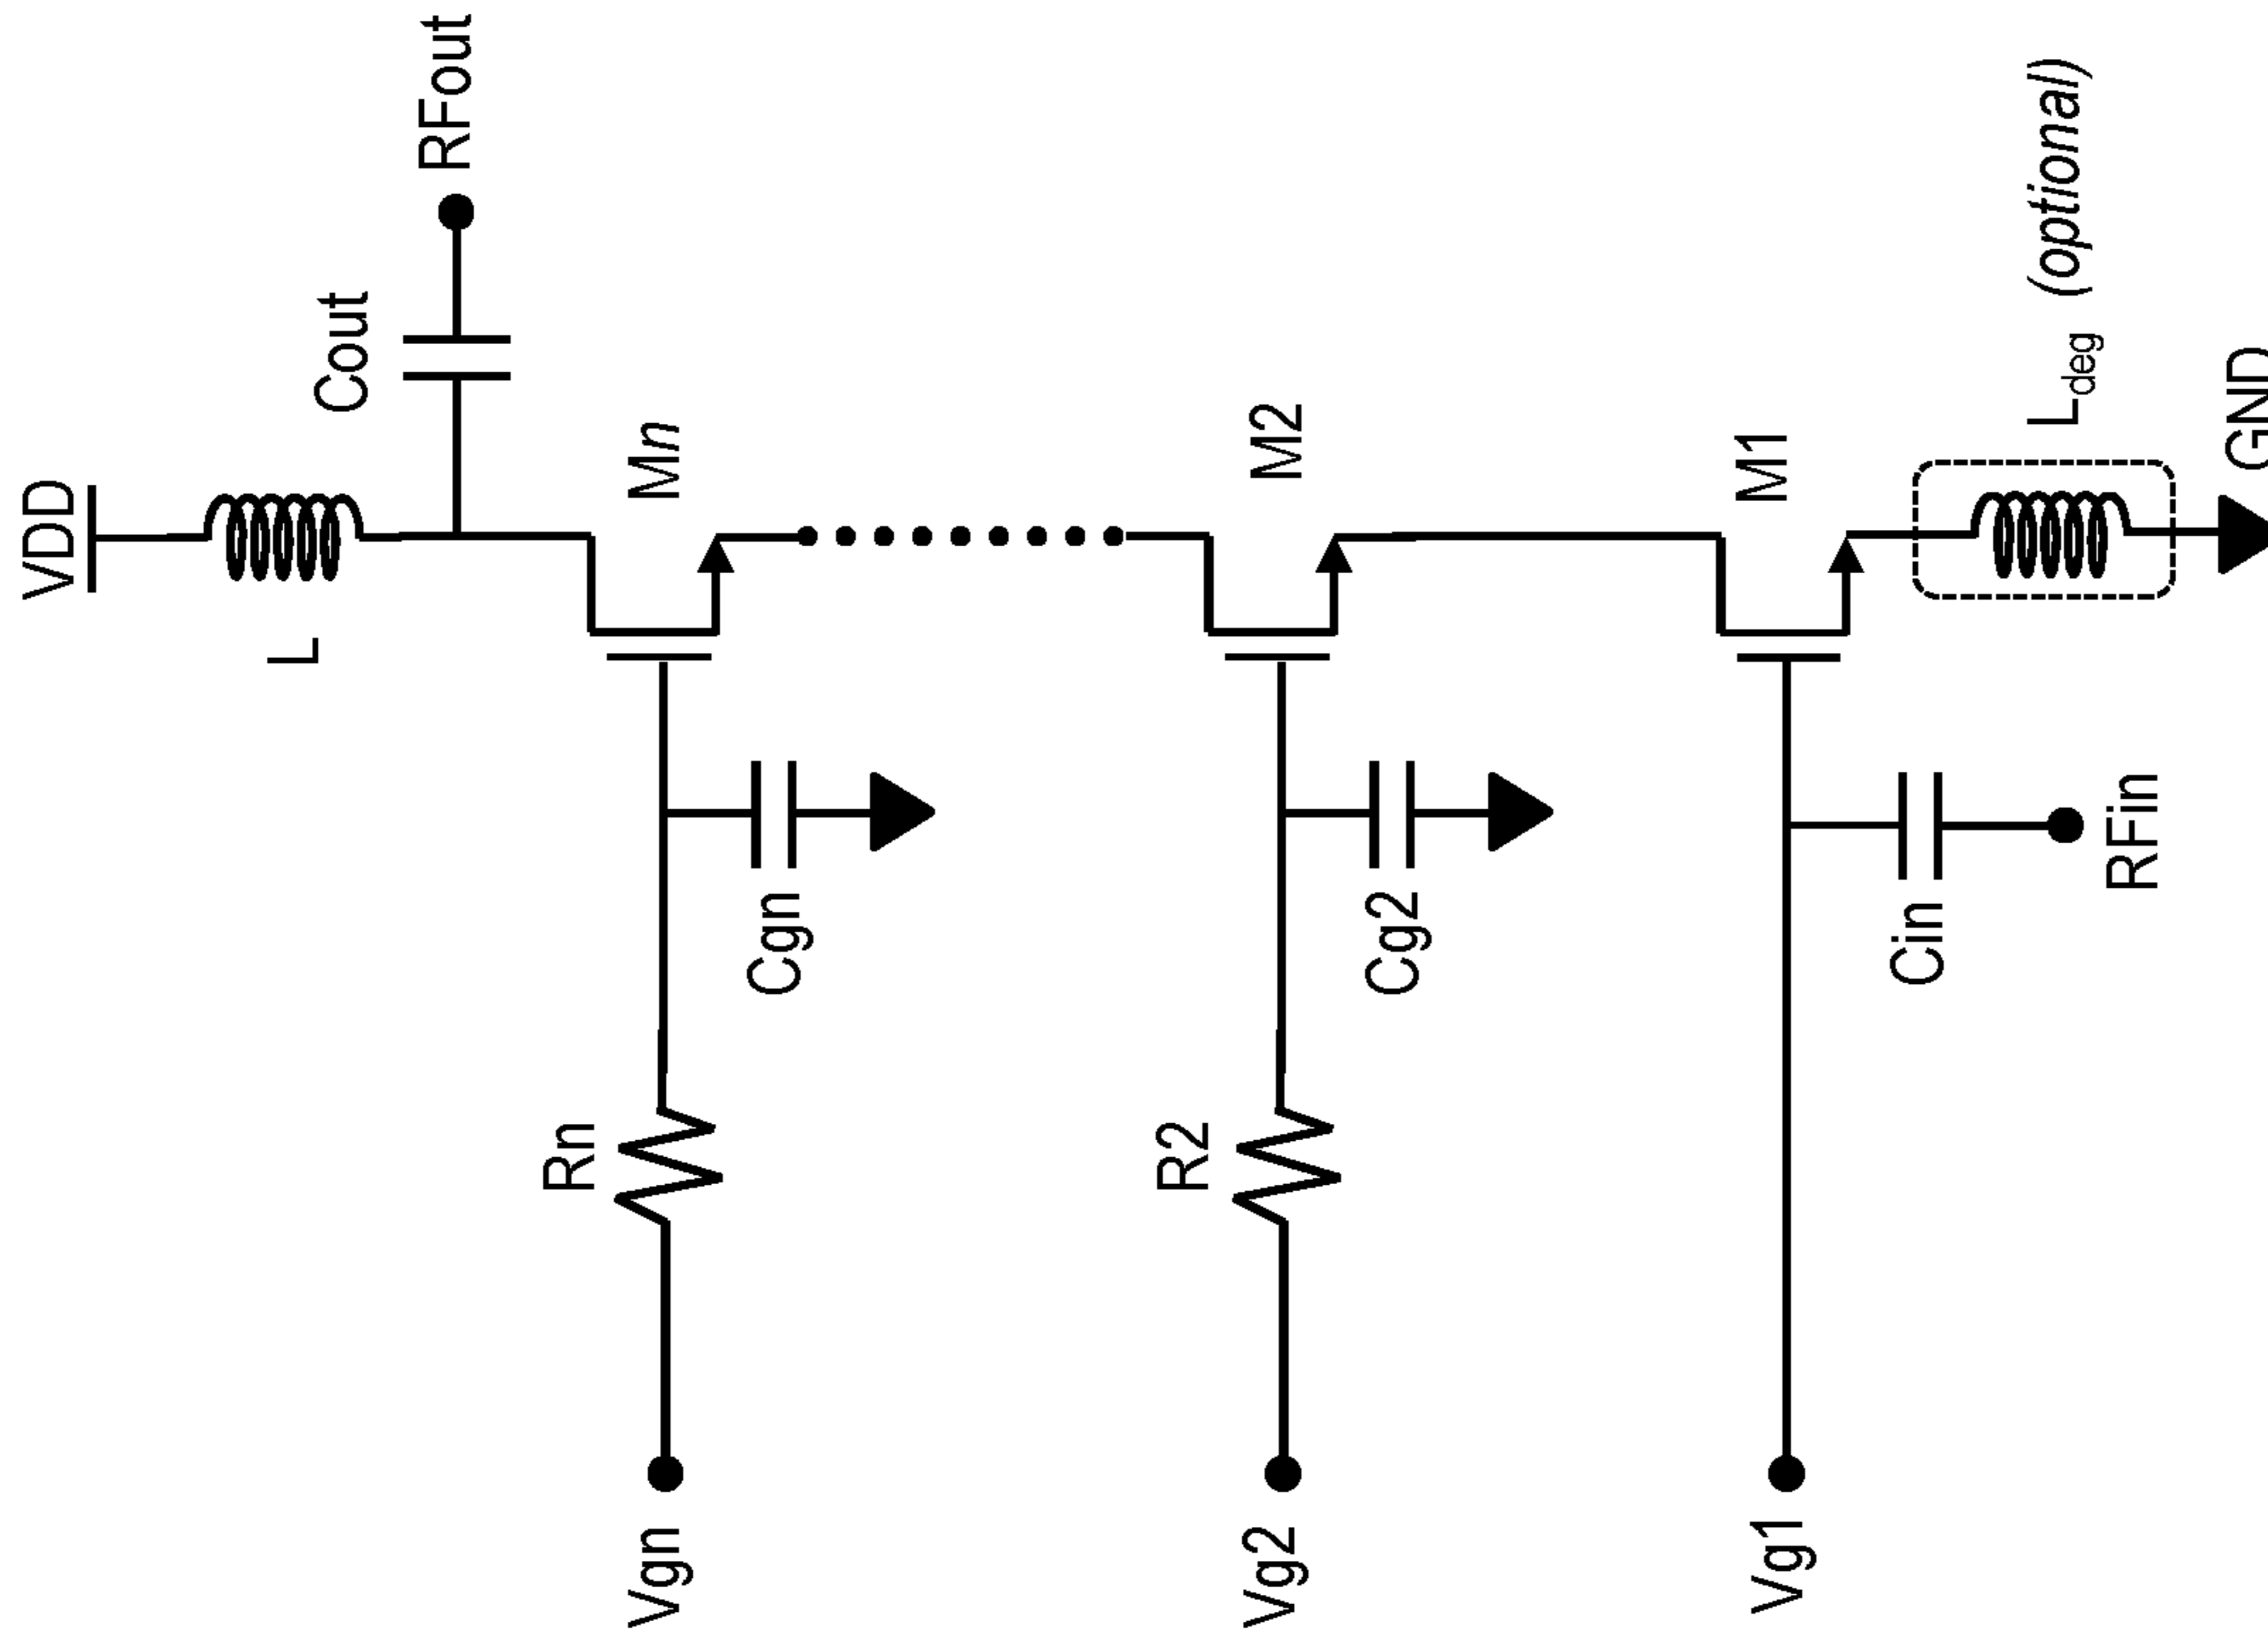 VDD
L
Cout
RFout
Mn
Rn
Cgn
Vgn
M2
R2
Cg2
Vg2
M1
Vg1
Cin
RFin
Ldeg (optional)
GND